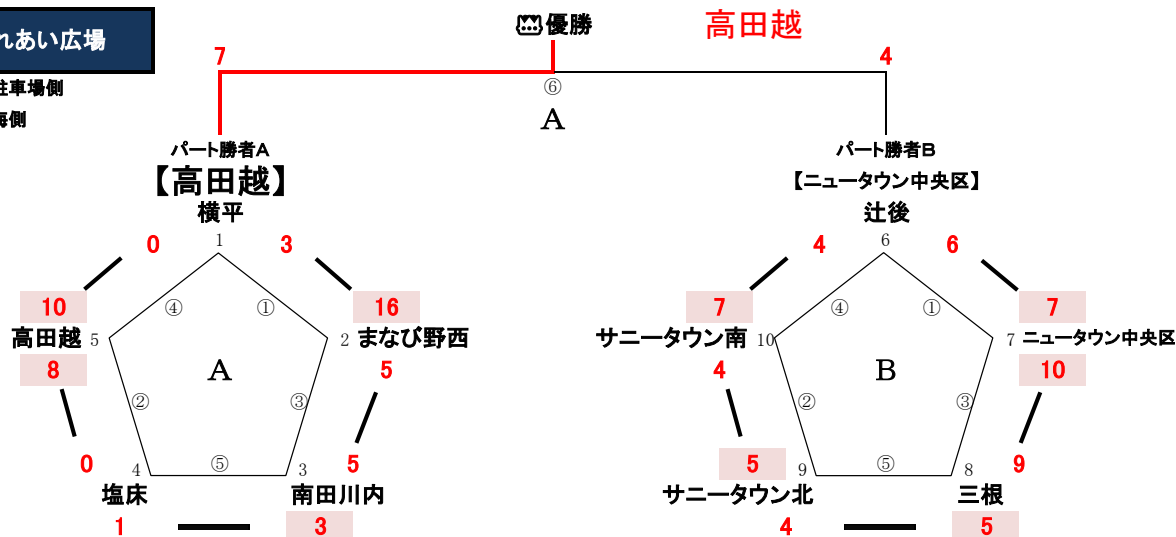 れあい広場
優勝
高田越
7
4
駐車場側
⑥
海側
A
パート勝者A
パート勝者B
【高田越】
【ニュータウン中央区】
横平
辻後
0 1 3
4 6 6
10 ④ ① 16
7 ④ ① 7
高田越 5 2 まなび野西
サニータウン南 10 7 ニュータウン中央区
8 A 5
4 B 10
② ③
② ③
0 4 3 5
5 9 8 9
⑤
⑤
塩床 南田川内
サニータウン北 三根
1 3
4 5